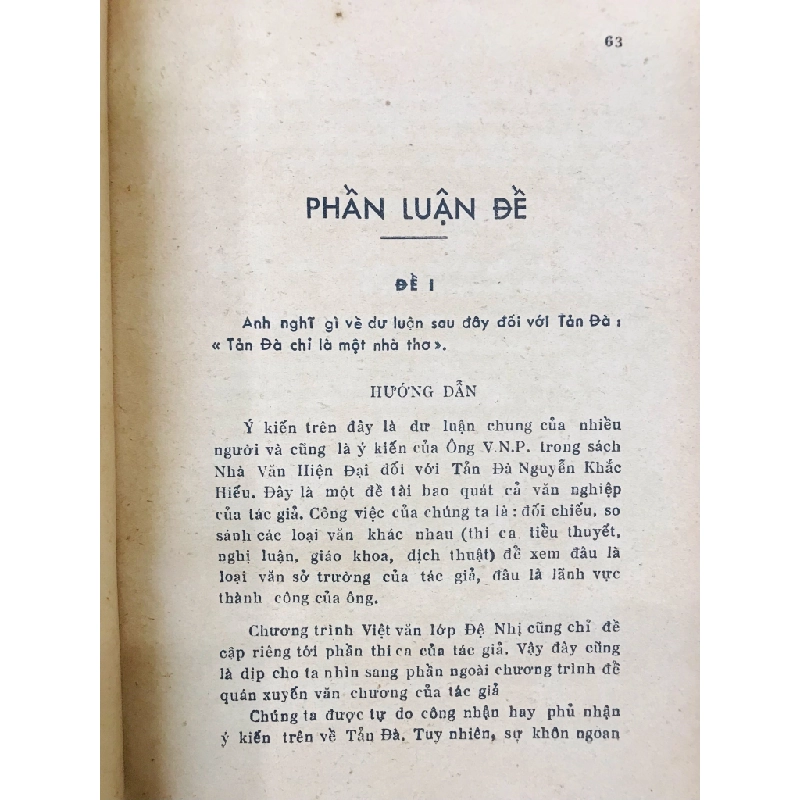 63
PHẦN LUẬN ĐỀ
ĐỀ I
Anh nghĩ gì về dư luận sau đây đối với Tản Đà :
« Tản Đà chỉ là một nhà thơ».
HƯỚNG DẪN
Ý kiến trên đây là dư luận chung của nhiều
người và cũng là ý kiến của Ông V.N.P. trong sách
Nhà Văn Hiện Đại đối với Tản Đà Nguyễn Khắc
Hiếu. Đây là một đề tài bao quát cả văn nghiệp
của tác giả. Công việc của chúng ta là : đối chiếu, so
sánh các loại văn khác nhau (thi ca, tiểu thuyết,
nghị luận, giáo khoa, dịch thuật) để xem đâu là
loại văn sở trường của tác giả, đâu là lãnh vực
thành công của ông.
Chương trình Việt văn lớp Đệ Nhị cũng chỉ đề
cập riêng tới phần thi ca của tác giả. Vậy đây cũng
là dịp cho ta nhìn sang phần ngoài chương trình để
quán xuyến văn chương của tác giả
Chúng ta được tự do công nhận hay phủ nhận
ý kiến trên về Tản Đà. Tuy nhiên, sự khôn ngoan